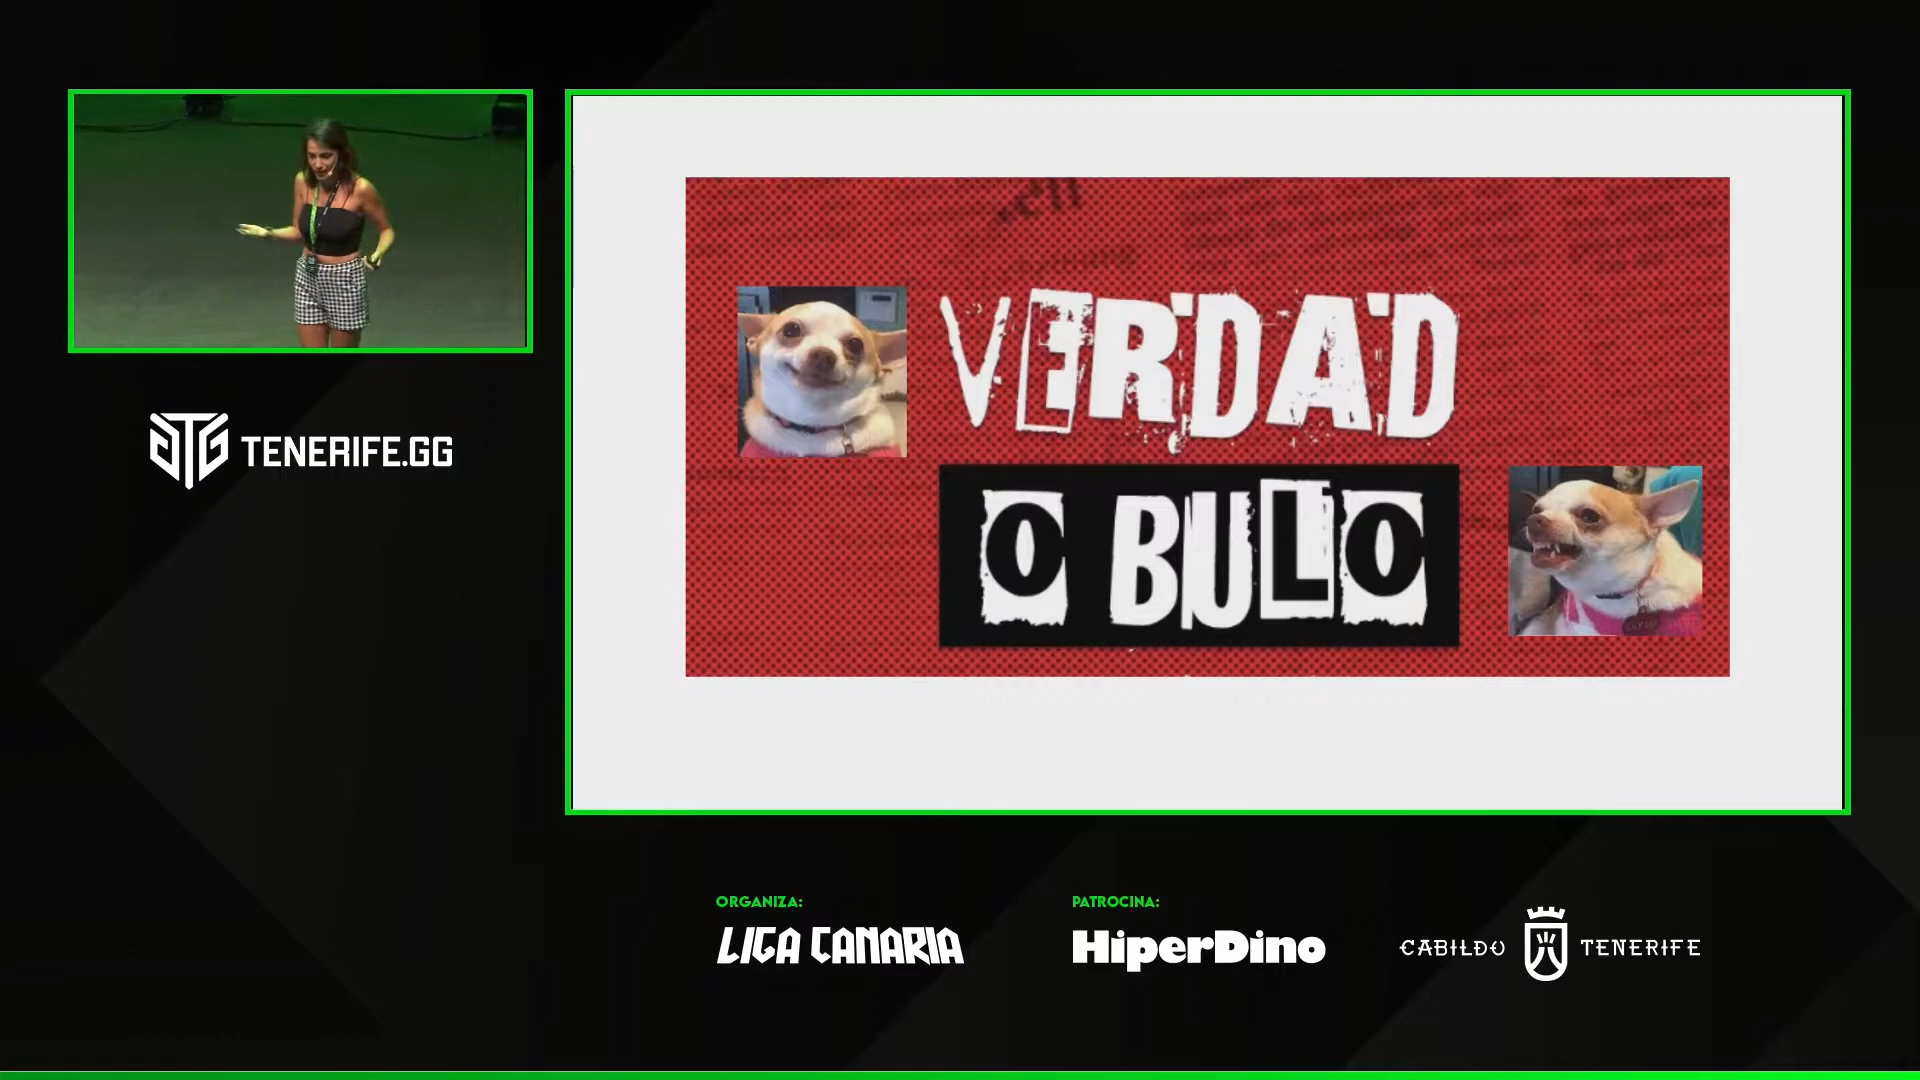 VERDAD
O BULO
TENERIFE.GG
ORGANIZA:
LIGA CANARIA
PATROCINA:
HiperDino
CABILDO TENERIFE